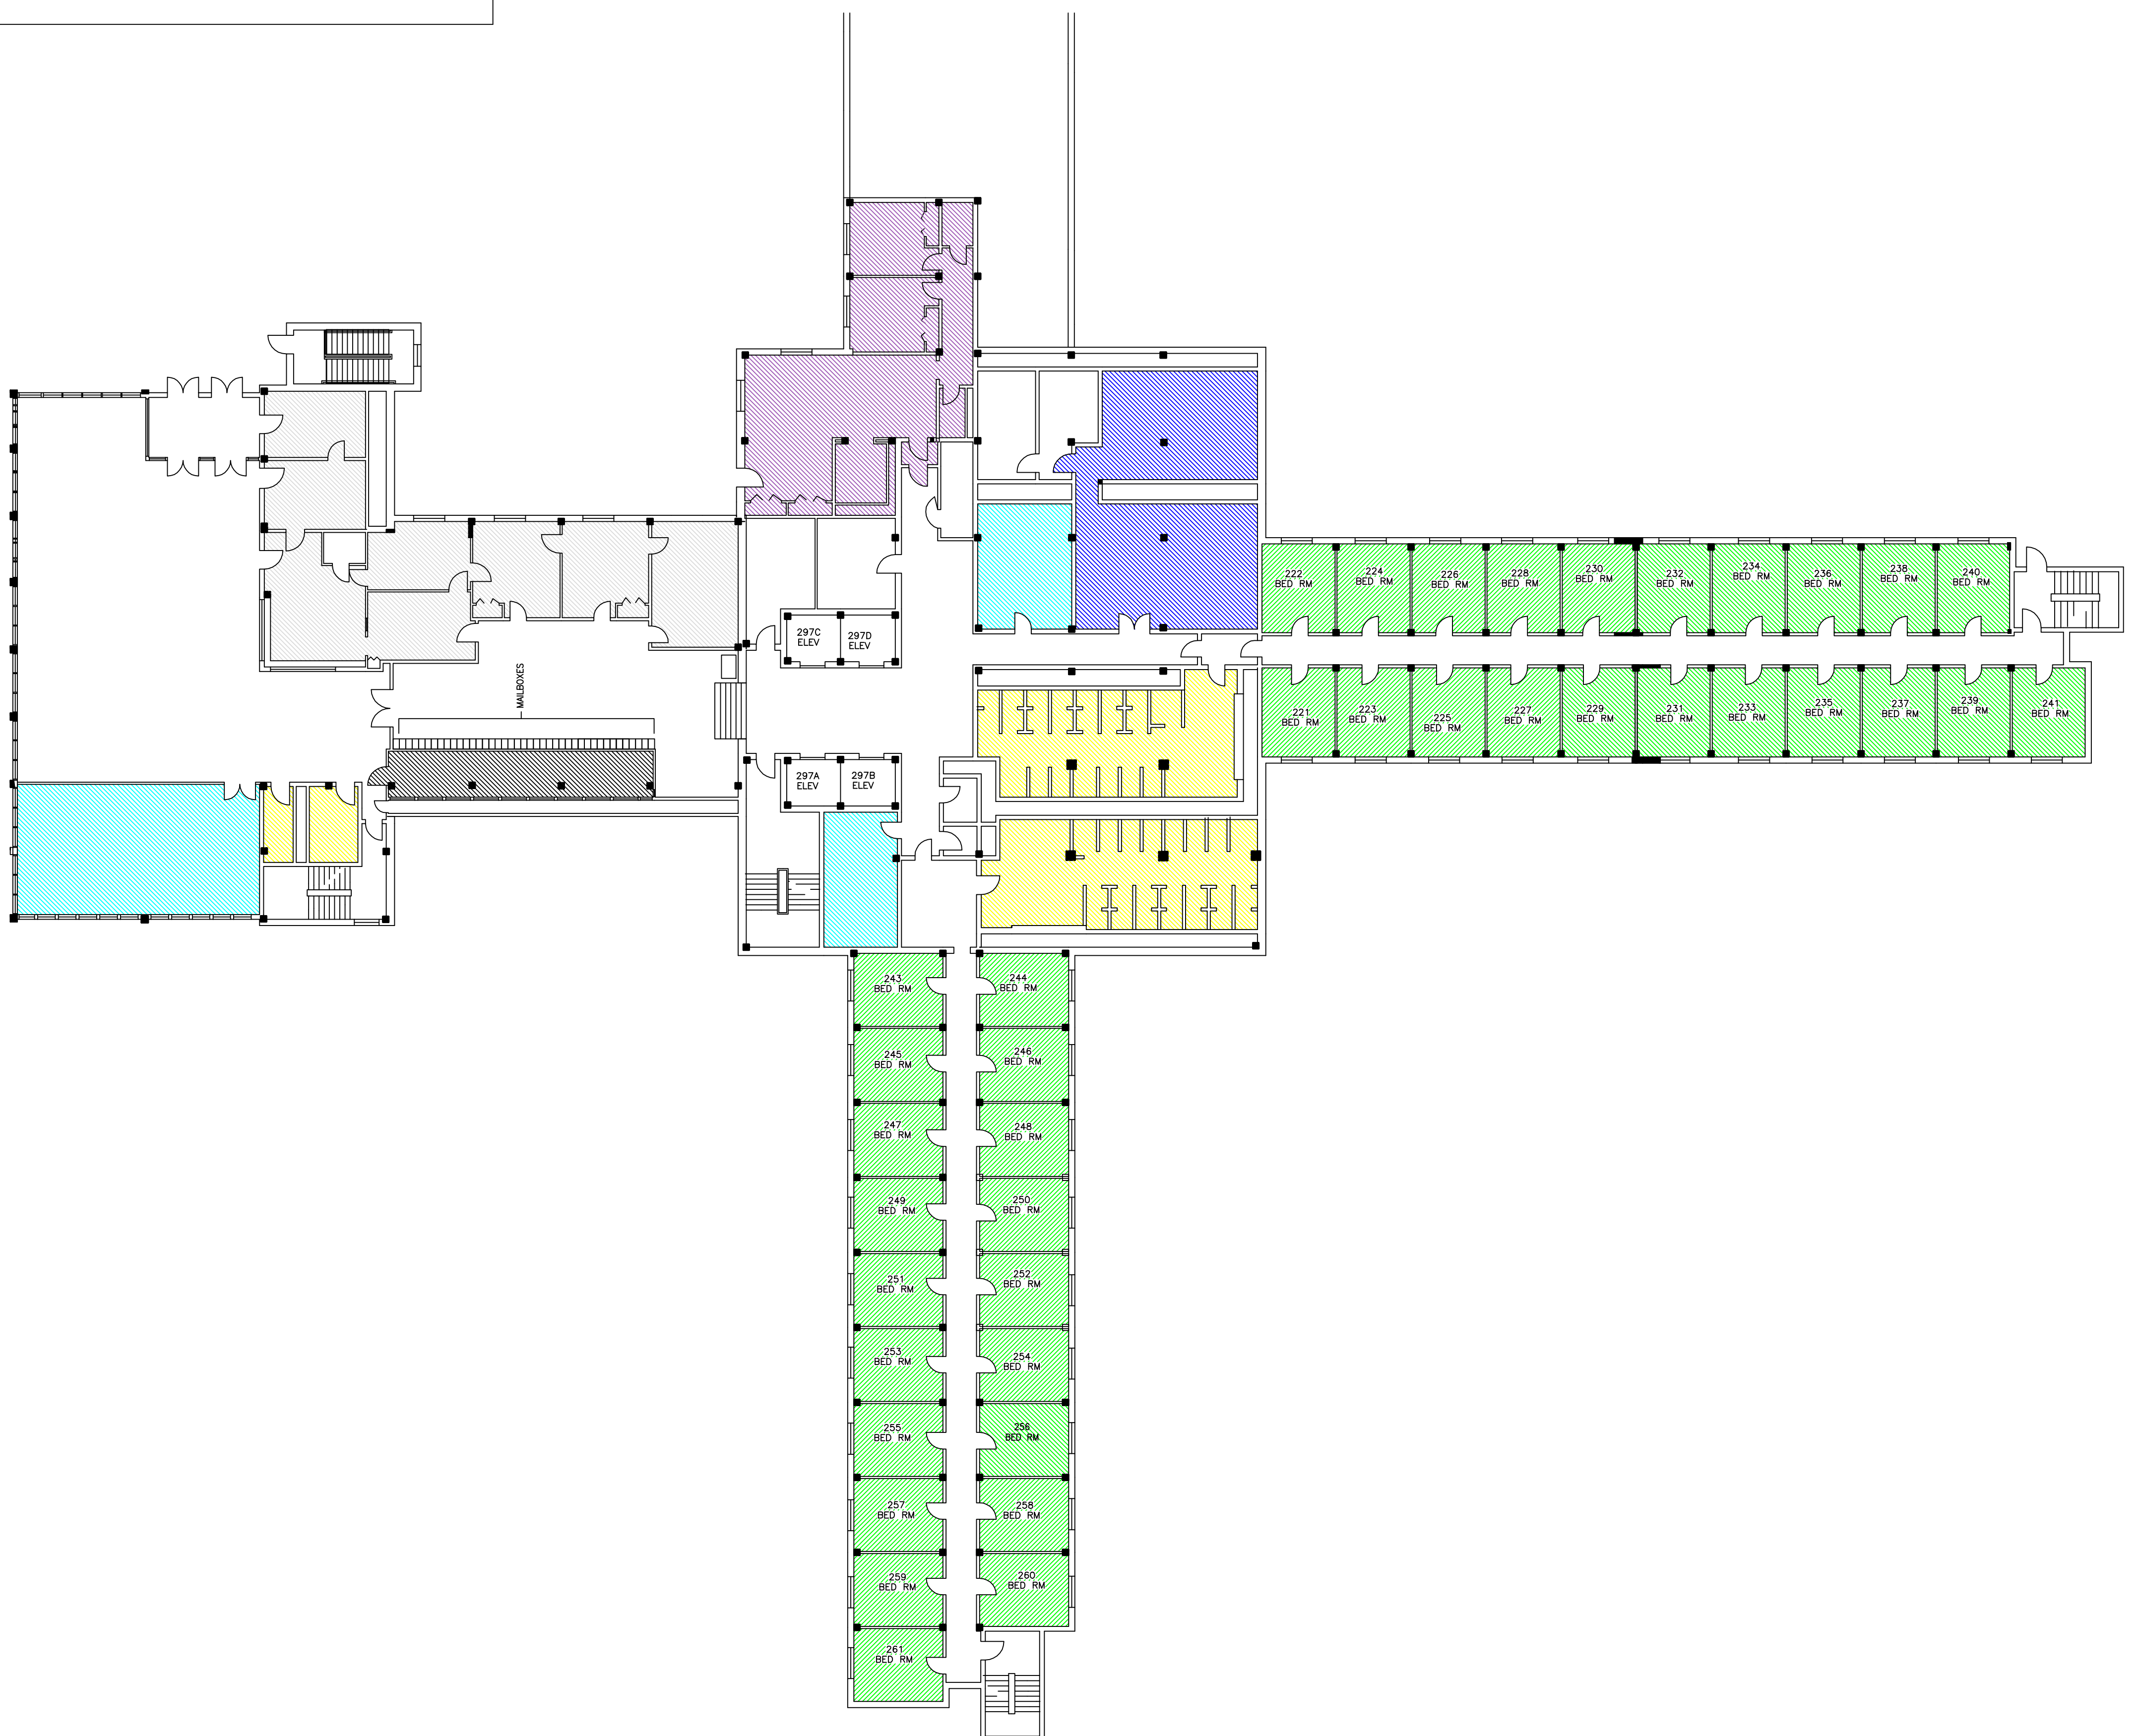 222
BED RM
224
BED RM
226
BED RM
228
BED RM
230
BED RM
232
BED RM
234
BED RM
236
BED RM
238
BED RM
240
BED RM
297C
ELEV
297D
ELEV
MAILBOXES
221
BED RM
223
BED RM
225
BED RM
227
BED RM
229
BED RM
231
BED RM
233
BED RM
235
BED RM
237
BED RM
239
BED RM
241
BED RM
297A
ELEV
297B
ELEV
243
BED RM
244
BED RM
245
BED RM
246
BED RM
247
BED RM
248
BED RM
249
BED RM
250
BED RM
251
BED RM
252
BED RM
253
BED RM
254
BED RM
255
BED RM
256
BED RM
257
BED RM
258
BED RM
259
BED RM
260
BED RM
261
BED RM